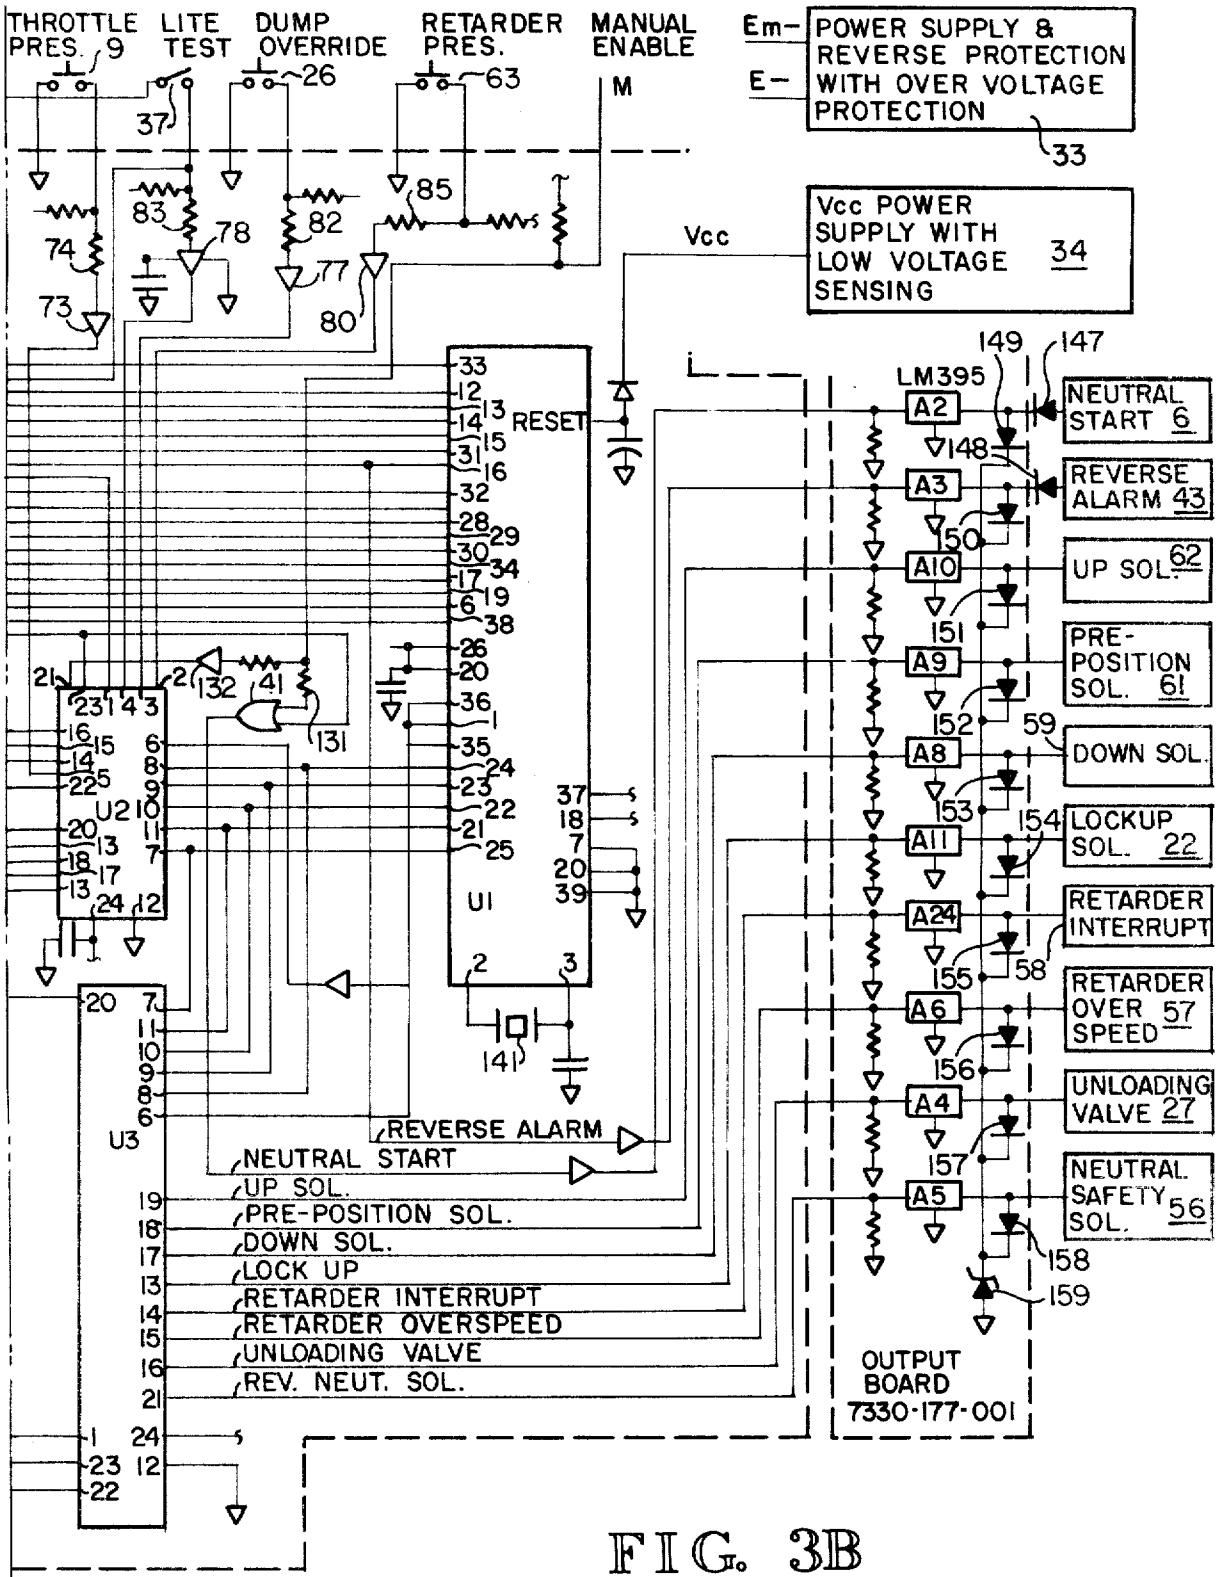 THROTTLE PRES. 9
LITE TEST
37
DUMP OVERRIDE
26
RETARDER PRES.
63
MANUAL ENABLE
M
Em-
E-
POWER SUPPLY &
REVERSE PROTECTION
WITH OVER VOLTAGE
PROTECTION
33
74
73
83
78
82
77
85
80
Vcc
Vcc POWER
SUPPLY WITH
LOW VOLTAGE
SENSING
34
33
12
13
14
15
31
16
32
28
29
30
34
17
19
6
38
26
20
36
1
35
24
23
22
21
25
RESET
37
18
7
20
39
U1
2
3
141
21
23
1
4
3
2
132
41
131
16
15
14
5
22
U2
20
13
18
17
13
24
12
6
8
9
10
11
7
20
7
11
10
9
8
6
U3
19
18
17
13
14
15
16
21
1
23
22
24
12
REVERSE ALARM
NEUTRAL START
UP SOL.
PRE-POSITION SOL.
DOWN SOL.
LOCK UP
RETARDER INTERRUPT
RETARDER OVERSPEED
UNLOADING VALVE
REV. NEUT. SOL.
i
LM395
A2
149
147
NEUTRAL
START 6
A3
148
150
REVERSE
ALARM 43
A10
151
UP SOL. 62
A9
152
PRE-
POSITION
SOL. 61
A8
153
59
DOWN SOL.
A11
154
LOCKUP
SOL. 22
A24
155
58
RETARDER
INTERRUPT
A6
156
RETARDER
OVER
SPEED 57
A4
157
UNLOADING
VALVE 27
A5
158
NEUTRAL
SAFETY
SOL. 56
159
OUTPUT
BOARD
7330-177-001
FIG. 3B